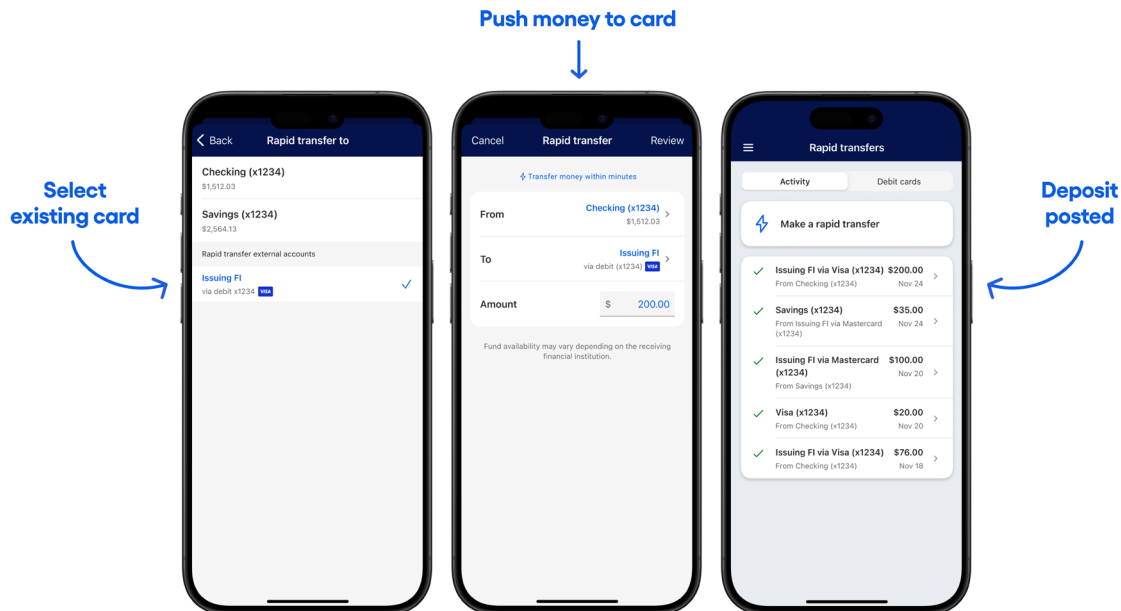 Push money to card
Select
existing card
Back Rapid transfer to
Checking (x1234)
$1,512.03
Savings (x1234)
$2,564.13
Rapid transfer external accounts
Issuing FI
via debit x1234 VISA
Cancel Rapid transfer Review
Transfer money within minutes
From Checking (x1234)
$1,512.03
To Issuing FI
via debit (x1234) VISA
Amount $ 200.00
Fund availability may vary depending on the receiving
financial institution.
Rapid transfers
Activity Debit cards
Make a rapid transfer
Issuing FI via Visa (x1234) $200.00
From Checking (x1234) Nov 24
Savings (x1234) $35.00
From Issuing FI via Mastercard Nov 24
(x1234)
Issuing FI via Mastercard $100.00
(x1234) Nov 20
From Savings (x1234)
Visa (x1234) $20.00
From Checking (x1234) Nov 20
Issuing FI via Visa (x1234) $76.00
From Checking (x1234) Nov 18
Deposit
posted